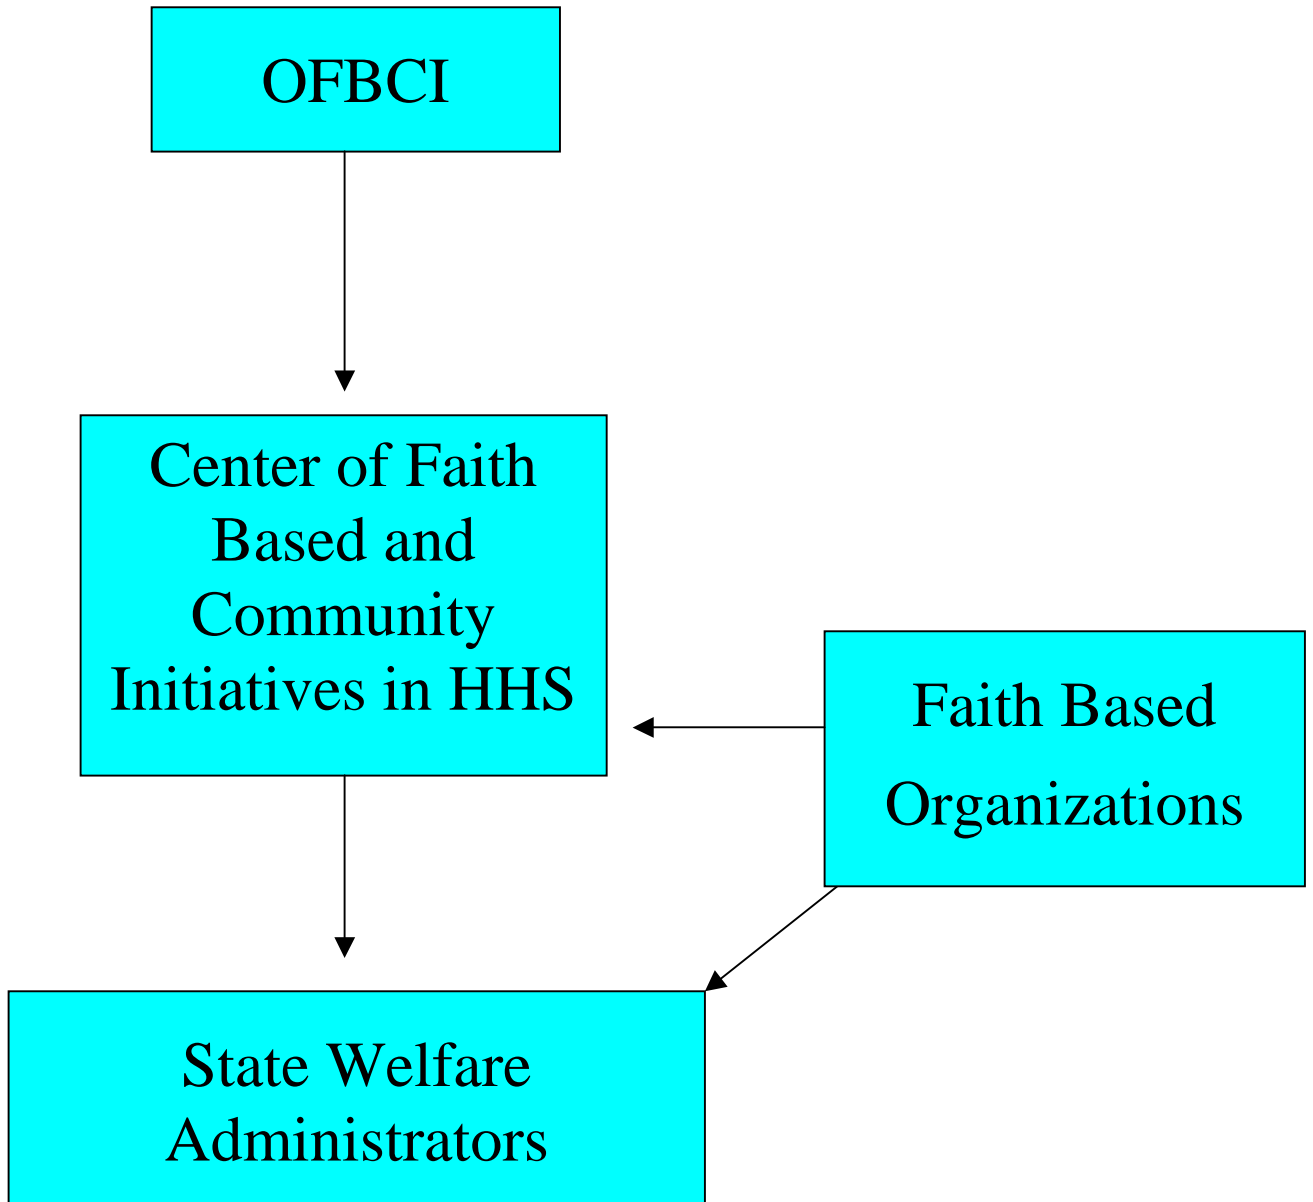 OFBCI
Center of Faith
Based and
Community
Initiatives in HHS
Faith Based
Organizations
State Welfare
Administrators